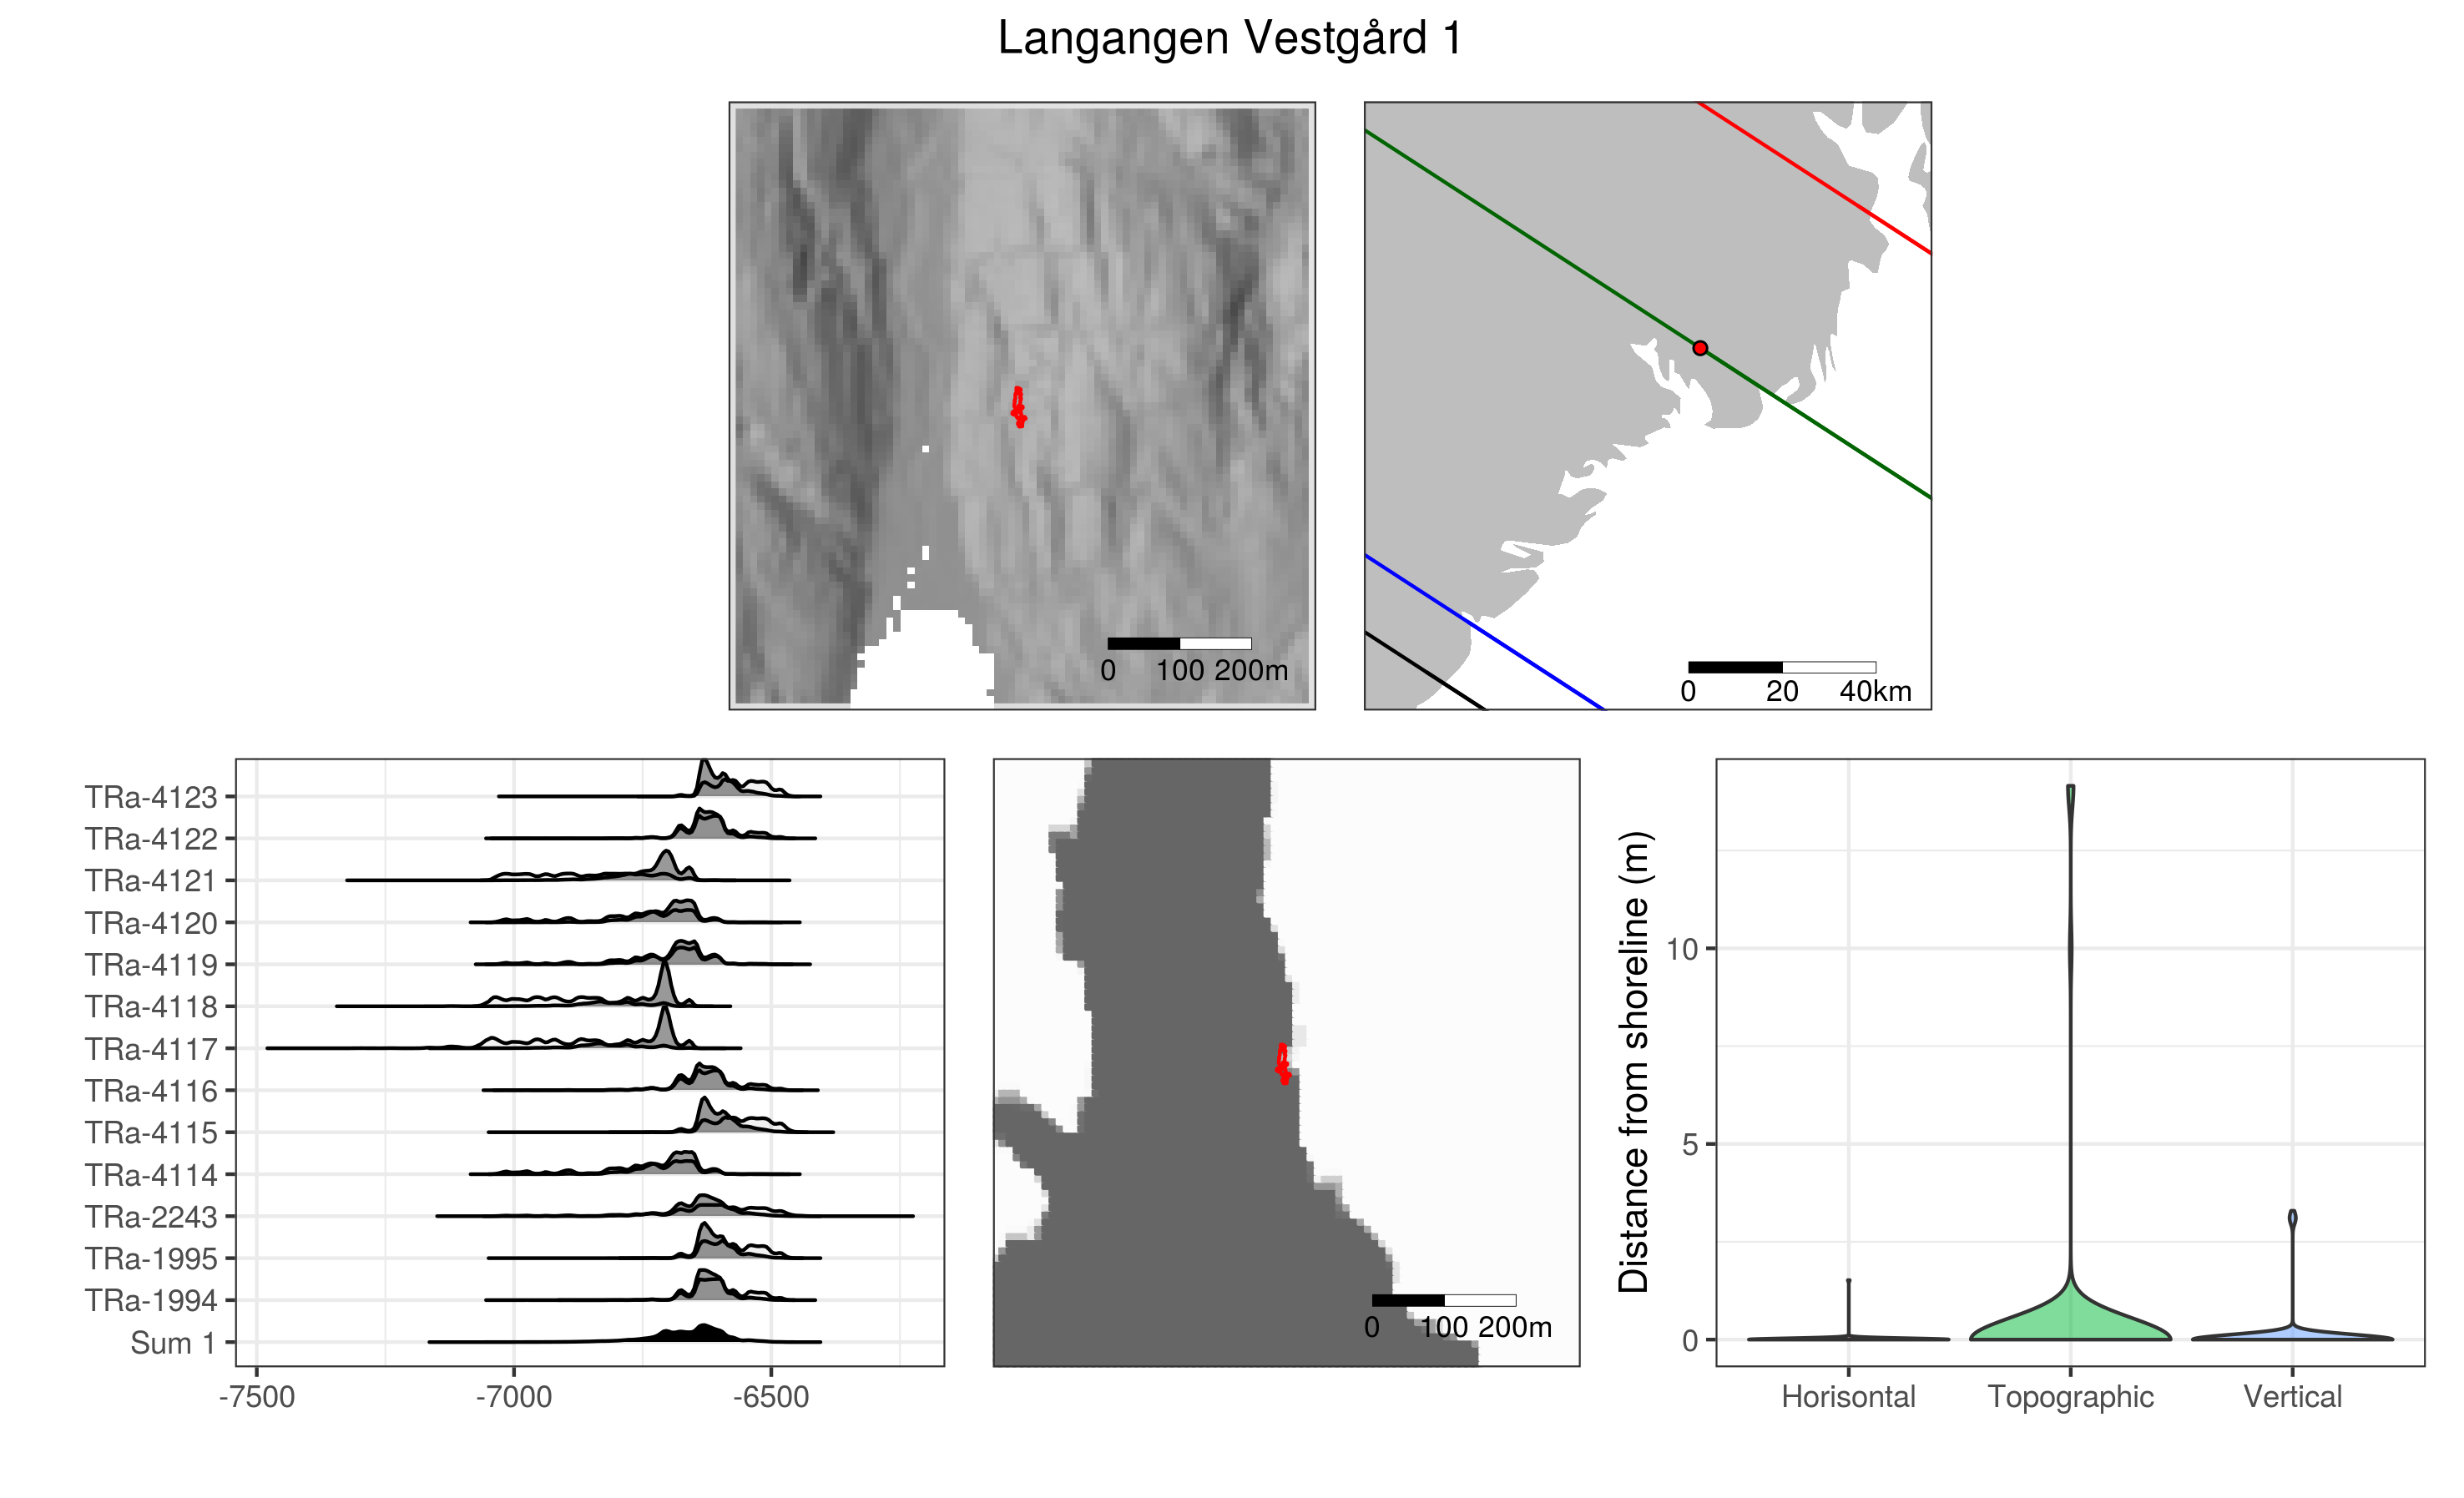 Langangen Vestgård 1
0 100 200m
0 20 40km
TRa-4123
TRa-4122
TRa-4121
TRa-4120
TRa-4119
TRa-4118
TRa-4117
TRa-4116
TRa-4115
TRa-4114
TRa-2243
TRa-1995
TRa-1994
Sum 1
-7500 -7000 -6500
0 100 200m
Distance from shoreline (m)
10
5
0
Horisontal Topographic Vertical